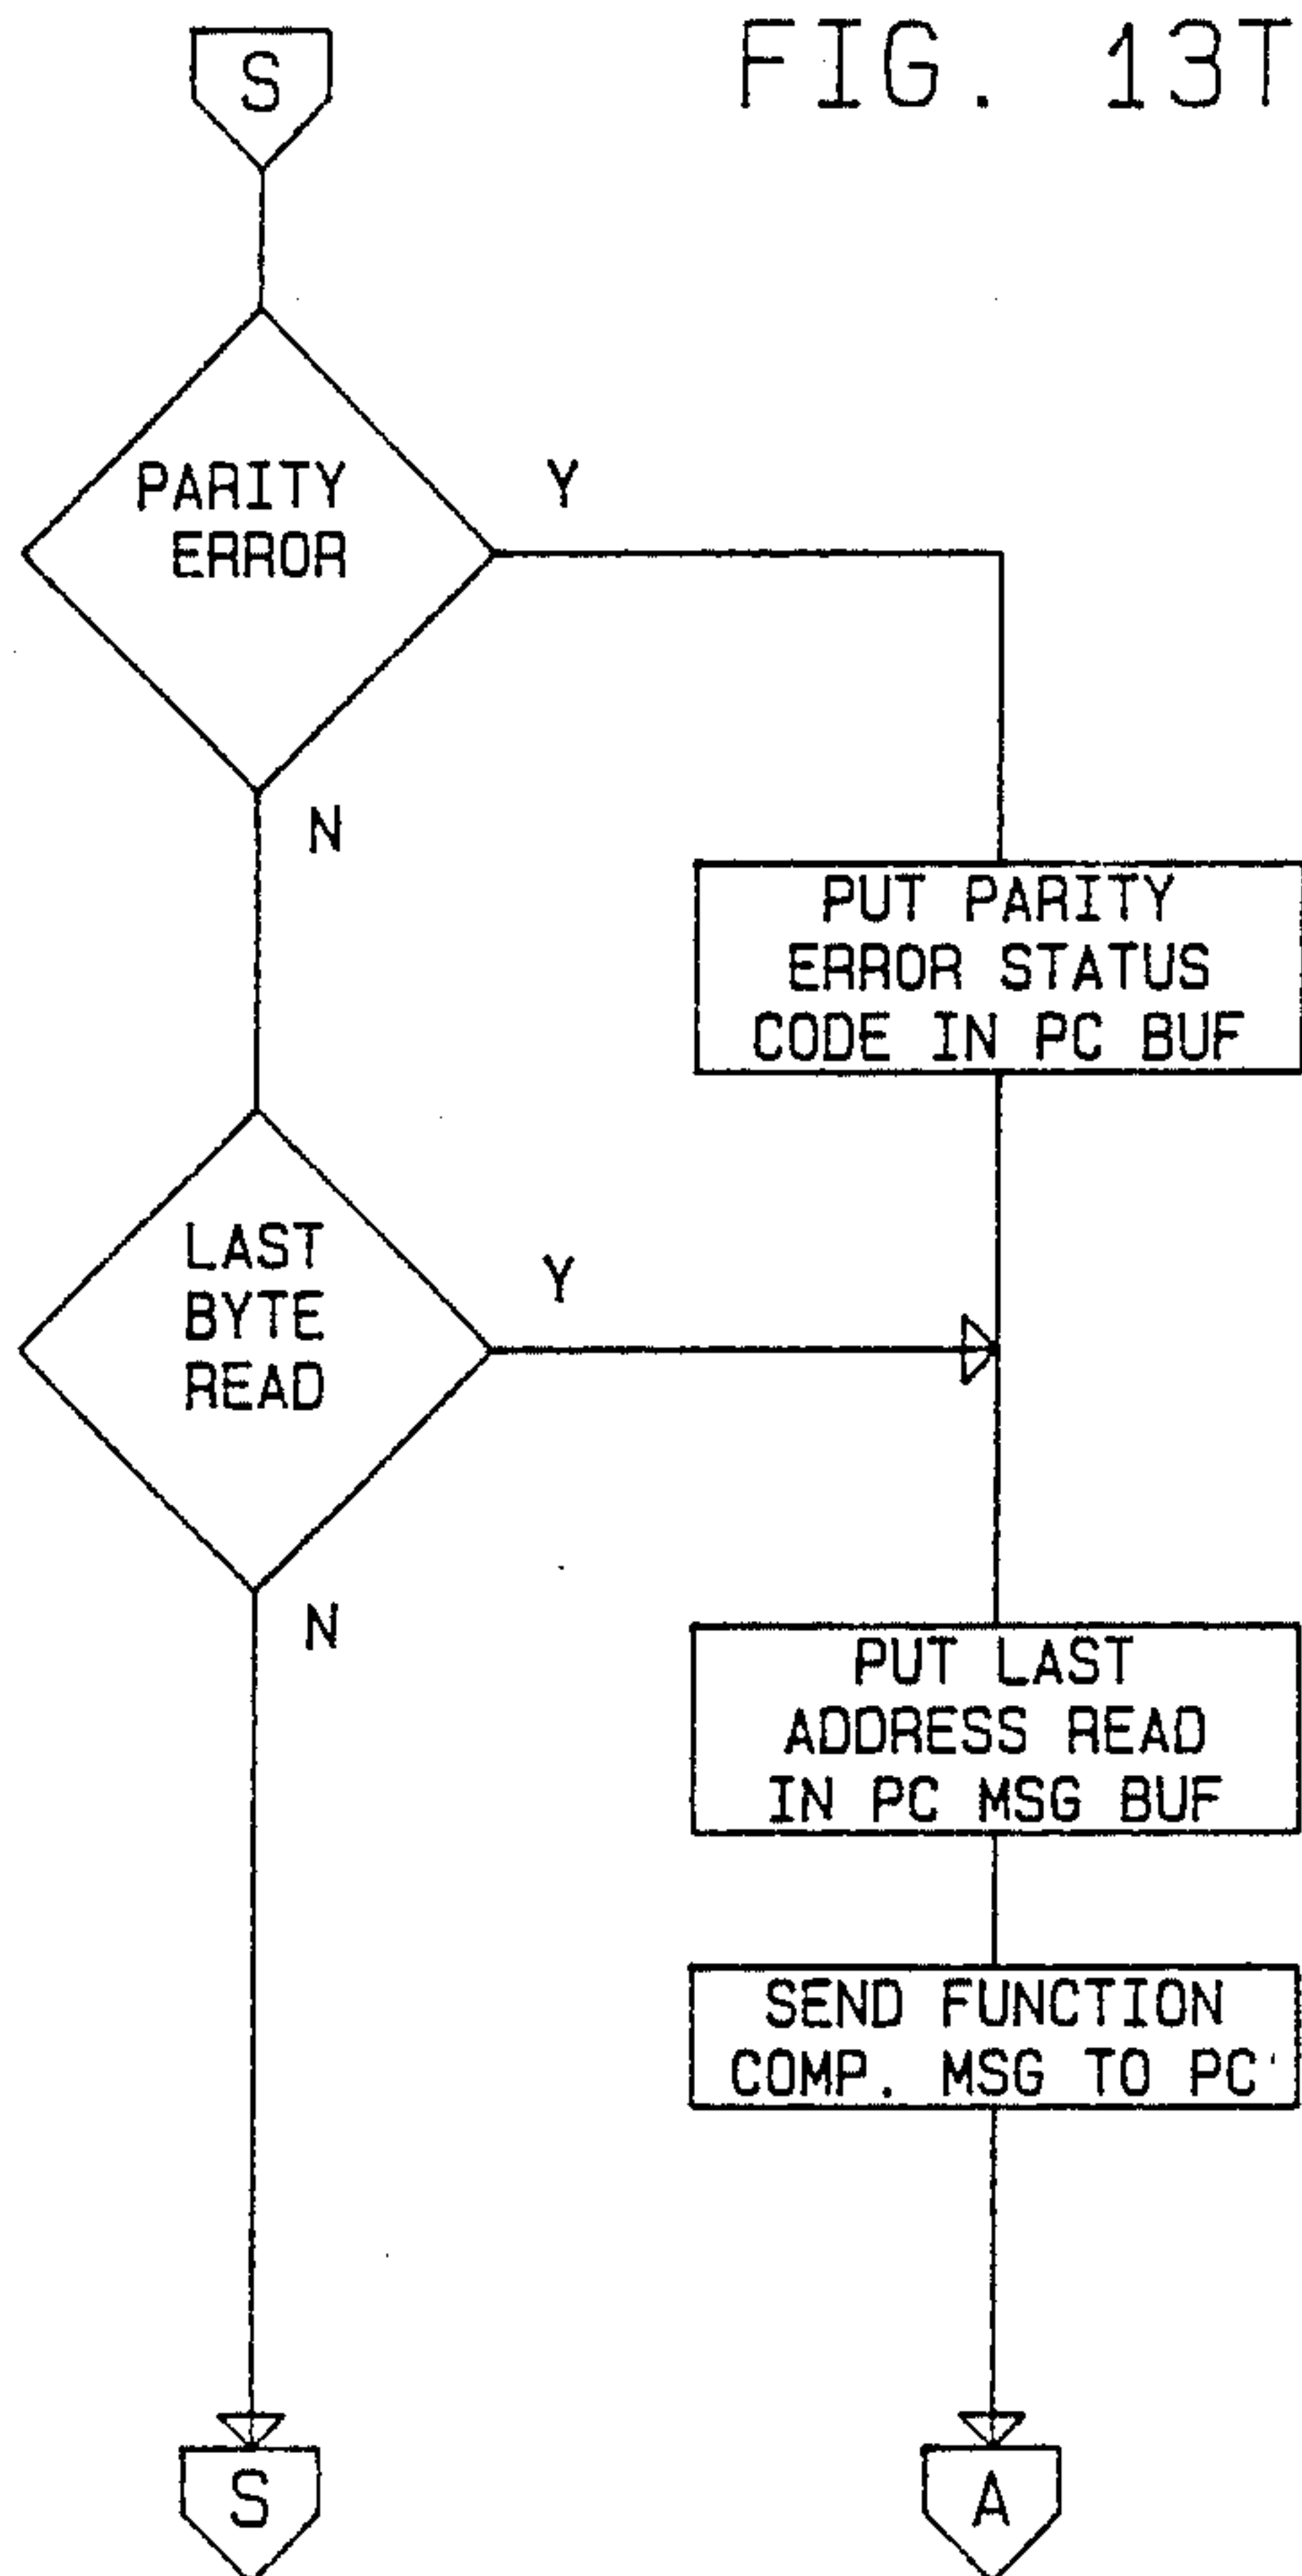 FIG. 13T
S
PARITY
ERROR
Y
N
PUT PARITY
ERROR STATUS
CODE IN PC BUF
LAST
BYTE
READ
Y
N
PUT LAST
ADDRESS READ
IN PC MSG BUF
SEND FUNCTION
COMP. MSG TO PC
S
A